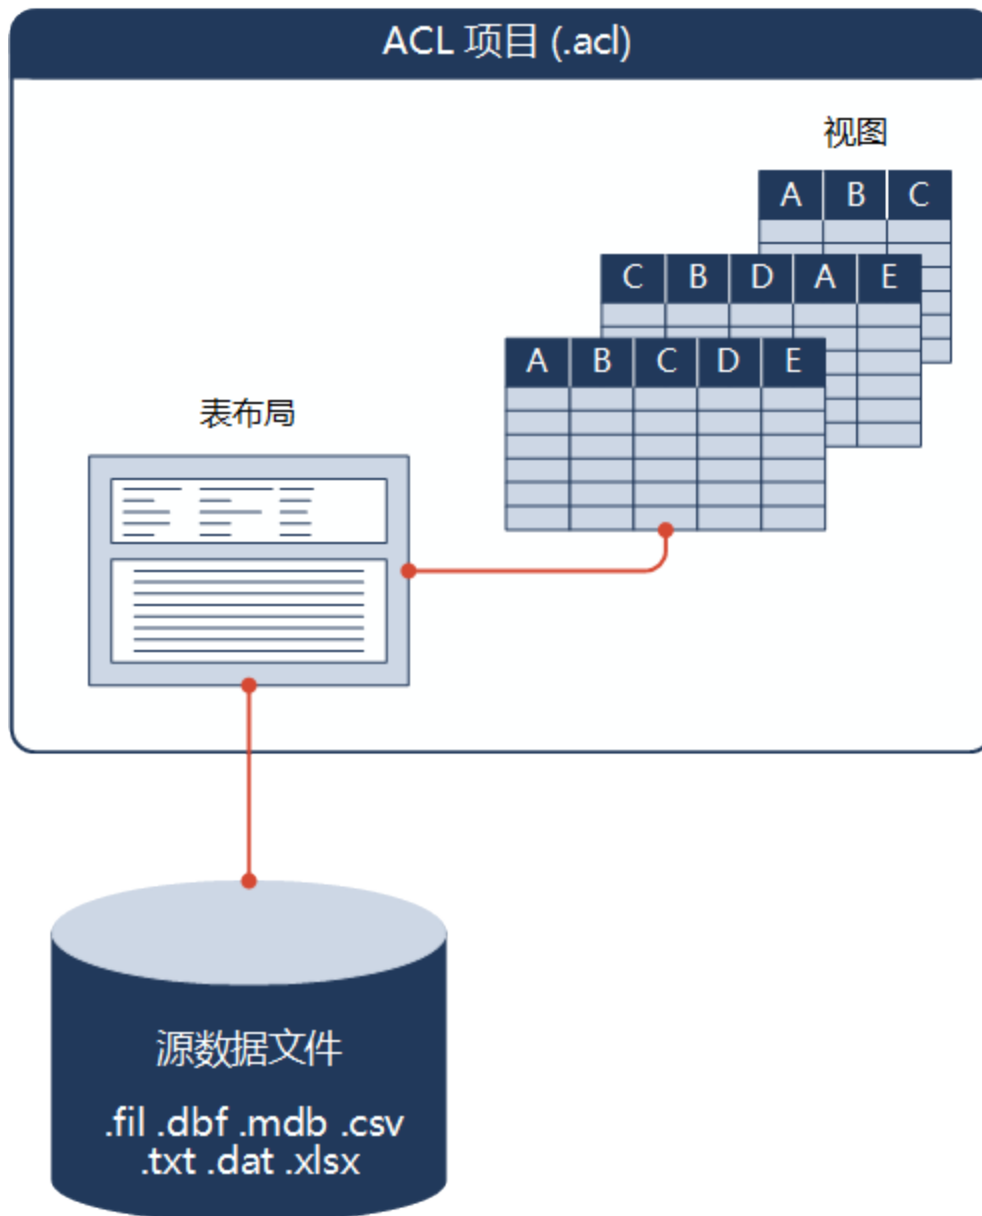 ACL 项目 (.acl)
视图
A B C
C B D A E
A B C D E
表布局
源数据文件
.fil .dbf .mdb .csv
.txt .dat .xlsx